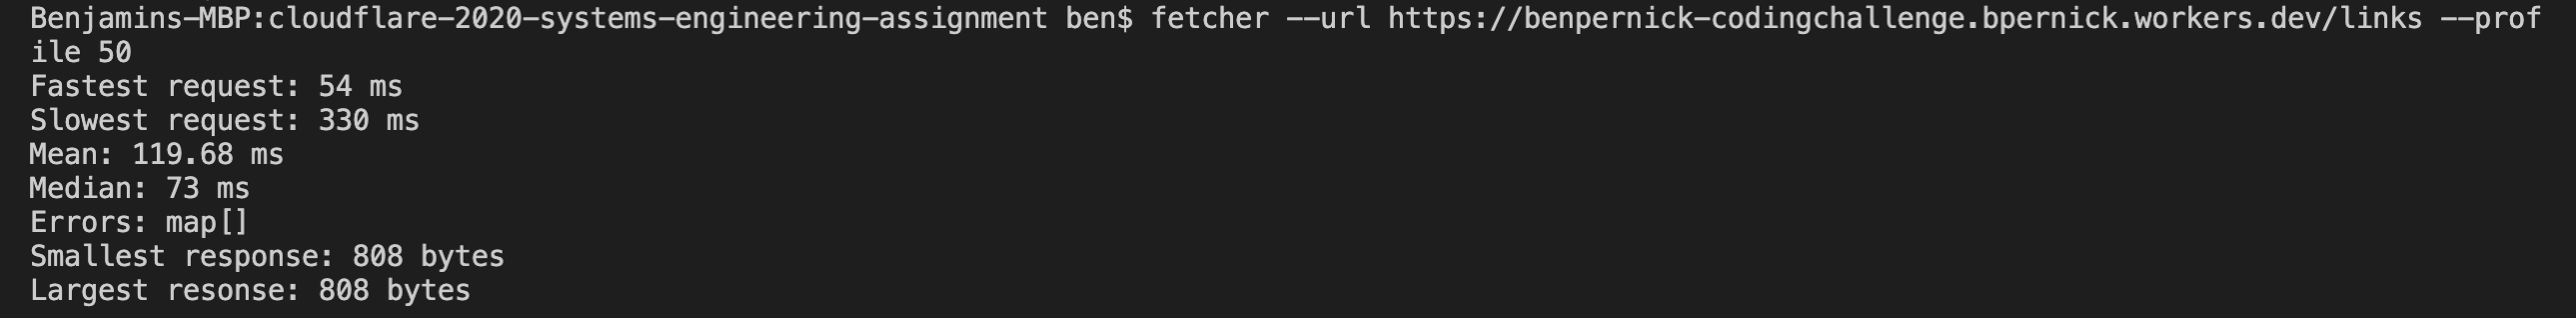 Benjamins-MBP:cloudflare-2020-systems-engineering-assignment ben$ fetcher --url https://benpernick-codingchallenge.bpernick.workers.dev/links --prof
ile 50
Fastest request: 54 ms
Slowest request: 330 ms
Mean: 119.68 ms
Median: 73 ms
Errors: map[]
Smallest response: 808 bytes
Largest resonse: 808 bytes